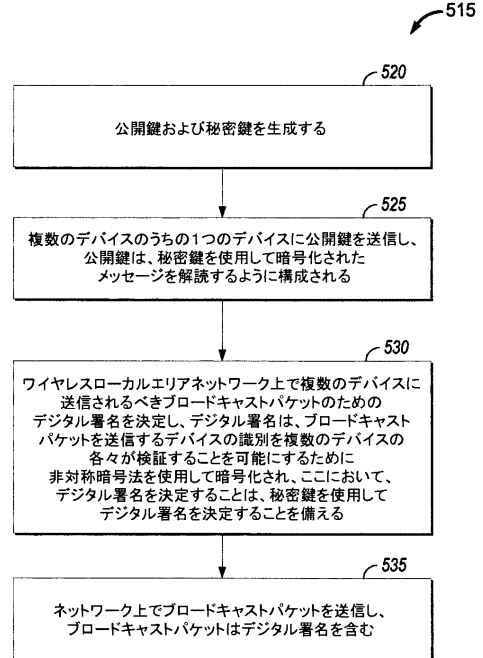 515
520
公開鍵および秘密鍵を生成する
525
複数のデバイスのうちの1つのデバイスに公開鍵を送信し、
公開鍵は、秘密鍵を使用して暗号化された
メッセージを解読するように構成される
530
ワイヤレスローカルエリアネットワーク上で複数のデバイスに
送信されるべきブロードキャストパケットのための
デジタル署名を決定し、デジタル署名は、ブロードキャスト
パケットを送信するデバイスの識別を複数のデバイスの
各々が検証することを可能にするために
非対称暗号法を使用して暗号化され、ここにおいて、
デジタル署名を決定することは、秘密鍵を使用して
デジタル署名を決定することを備える
535
ネットワーク上でブロードキャストパケットを送信し、
ブロードキャストパケットはデジタル署名を含む